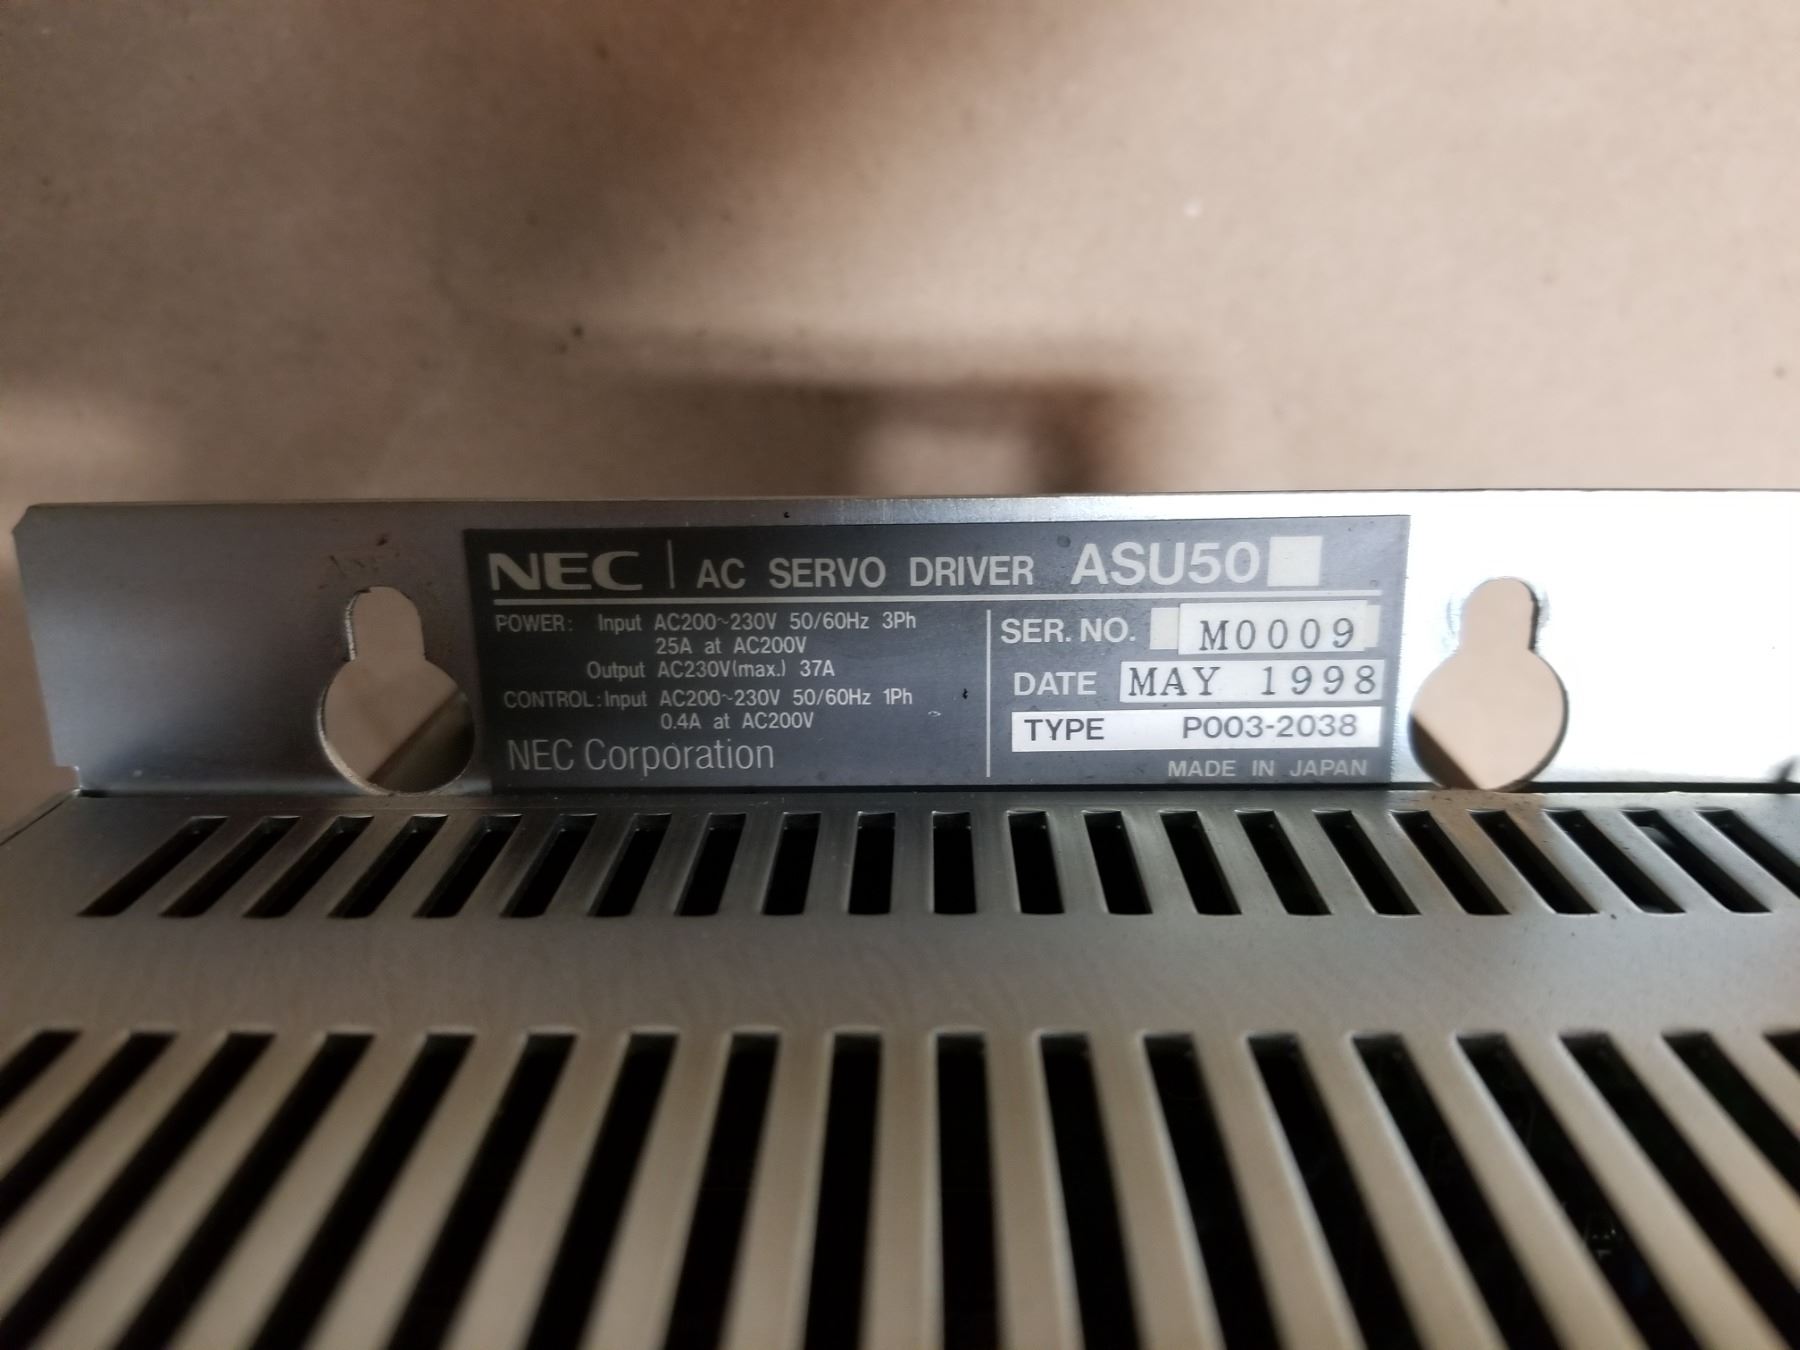 NEC | AC SERVO DRIVER ASU50
POWER: Input AC200~230V 50/60Hz 3Ph
25A at AC200V
Output AC230V(max.) 37A
CONTROL: Input AC200~230V 50/60Hz 1Ph
0.4A at AC200V
NEC Corporation
SER. NO. M0009
DATE MAY 1998
TYPE P003-2038
MADE IN JAPAN